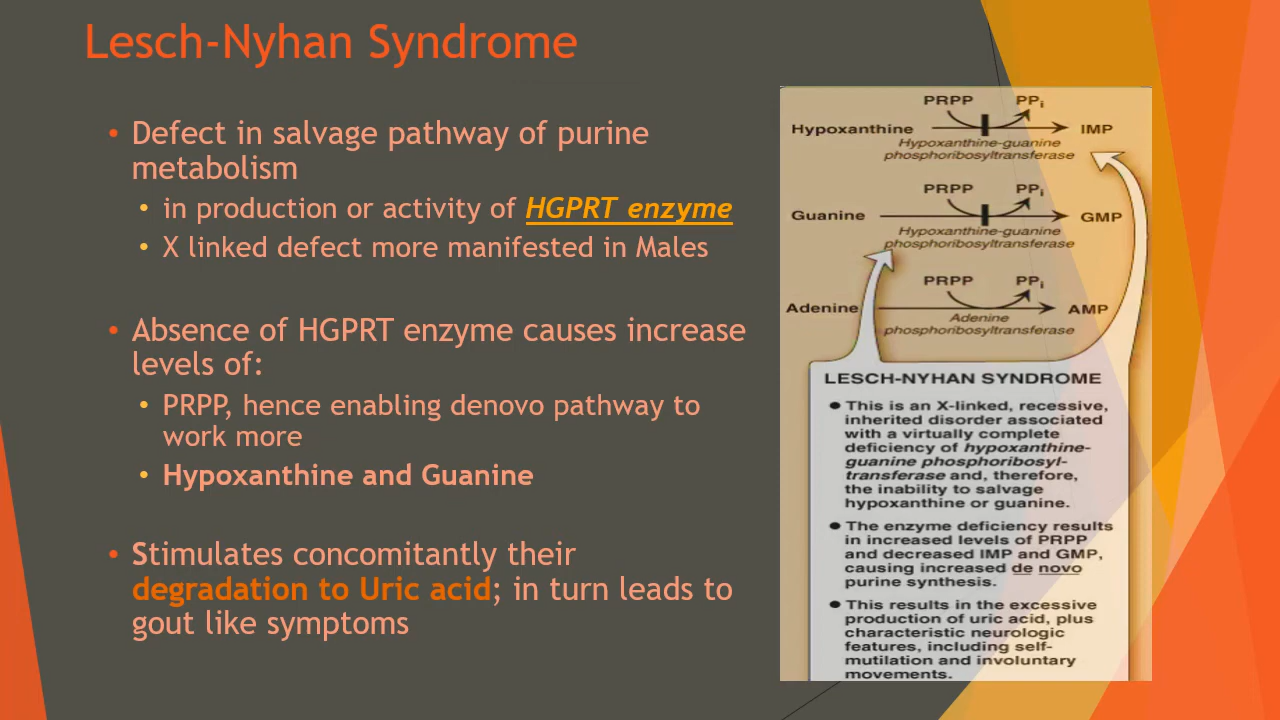 Lesch-Nyhan Syndrome
• Defect in salvage pathway of purine
metabolism
• in production or activity of HGPRT enzyme
• X linked defect more manifested in Males
• Absence of HGPRT enzyme causes increase
levels of:
• PRPP, hence enabling denovo pathway to
work more
• Hypoxanthine and Guanine
• Stimulates concomitantly their
degradation to Uric acid; in turn leads to
gout like symptoms
PRPP PPi
Hypoxanthine IMP
Hypoxanthine-guanine
phosphoribosyltransferase
PRPP PPi
Guanine GMP
Hypoxanthine-guanine
phosphoribosyltransferase
PRPP PPi
Adenine AMP
Adenine
phosphoribosyltransferase
LESCH-NYHAN SYNDROME
● This is an X-linked, recessive,
inherited disorder associated
with a virtually complete
deficiency of hypoxanthine-
guanine phosphoribosyl-
transferase and, therefore,
the inability to salvage
hypoxanthine or guanine.
● The enzyme deficiency results
in increased levels of PRPP
and decreased IMP and GMP,
causing increased de novo
purine synthesis.
● This results in the excessive
production of uric acid, plus
characteristic neurologic
features, including self-
mutilation and involuntary
movements.